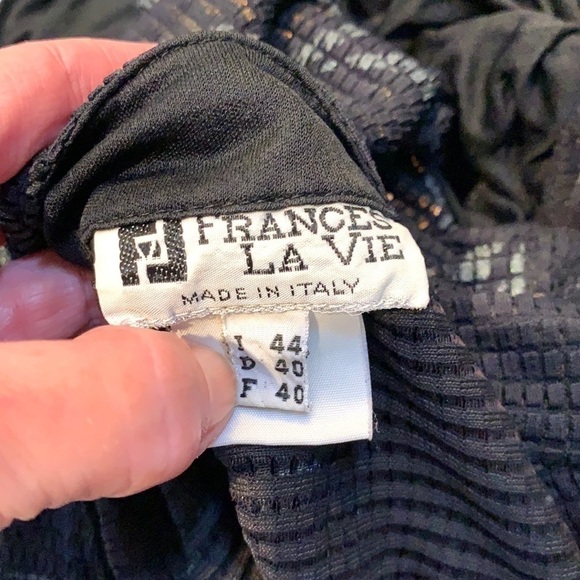 FRANCES
LA VIE
MADE IN ITALY
I 44
D 40
F 40